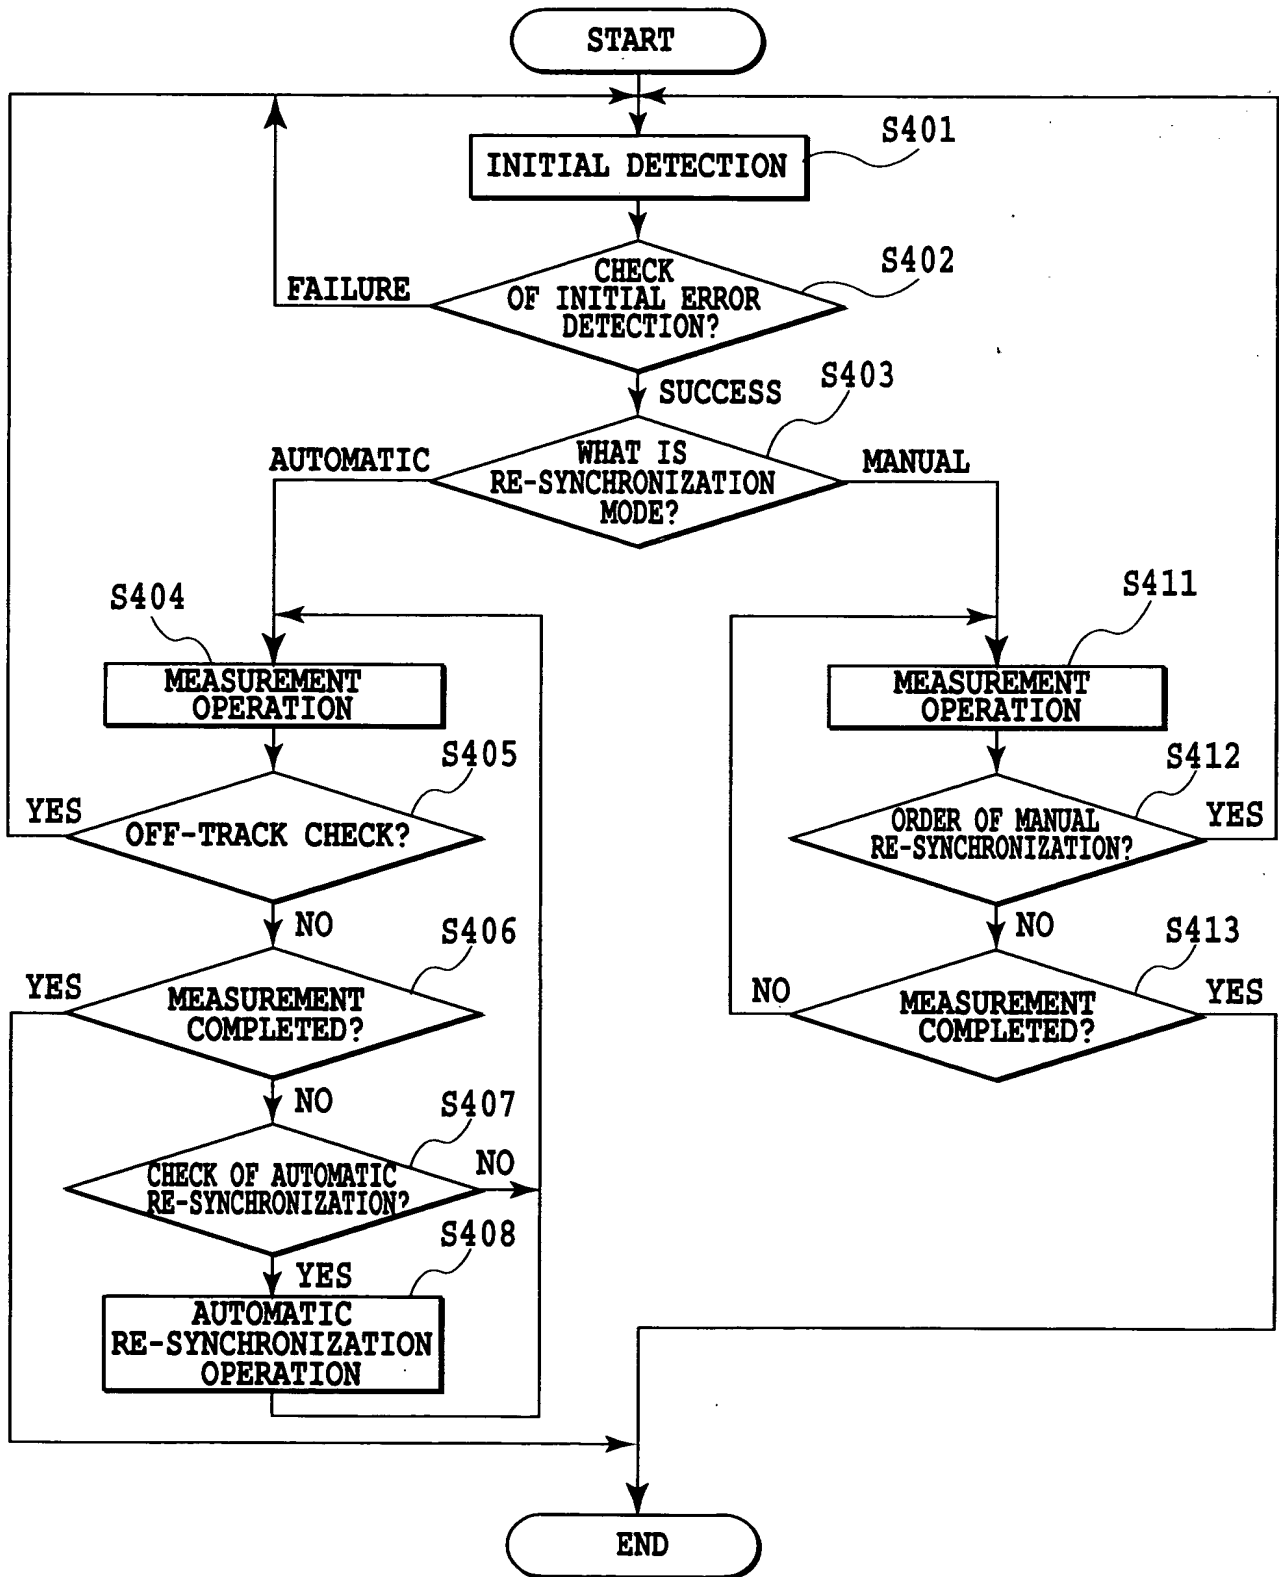 START
S401
INITIAL DETECTION
S402
CHECK
OF INITIAL ERROR
DETECTION?
FAILURE
SUCCESS
S403
AUTOMATIC
WHAT IS
RE-SYNCHRONIZATION
MODE?
MANUAL
S404
MEASUREMENT
OPERATION
S411
MEASUREMENT
OPERATION
S405
YES
OFF-TRACK CHECK?
NO
S412
ORDER OF MANUAL
RE-SYNCHRONIZATION?
YES
NO
S406
YES
MEASUREMENT
COMPLETED?
NO
S413
NO
MEASUREMENT
COMPLETED?
YES
S407
CHECK OF AUTOMATIC
RE-SYNCHRONIZATION?
NO
YES
S408
AUTOMATIC
RE-SYNCHRONIZATION
OPERATION
END